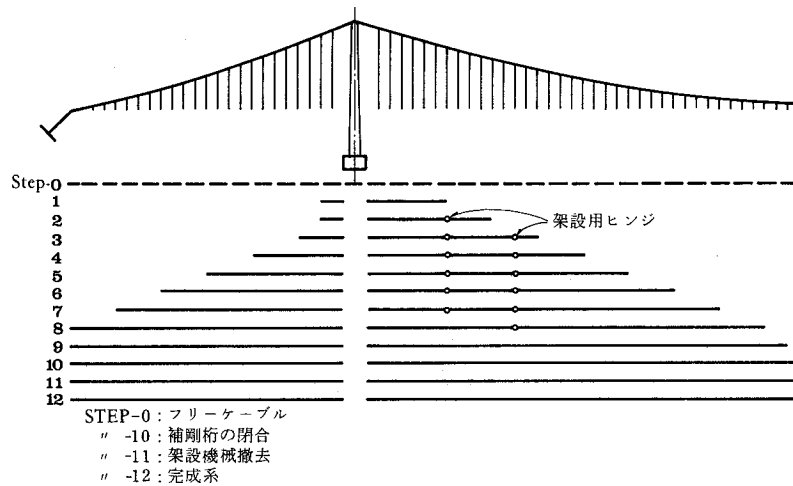 Step-0
1
2
架設用ヒンジ
3
4
5
6
7
8
9
10
11
12
STEP-0：フリーケーブル
〃 -10：補剛桁の閉合
〃 -11：架設機械撤去
〃 -12：完成系